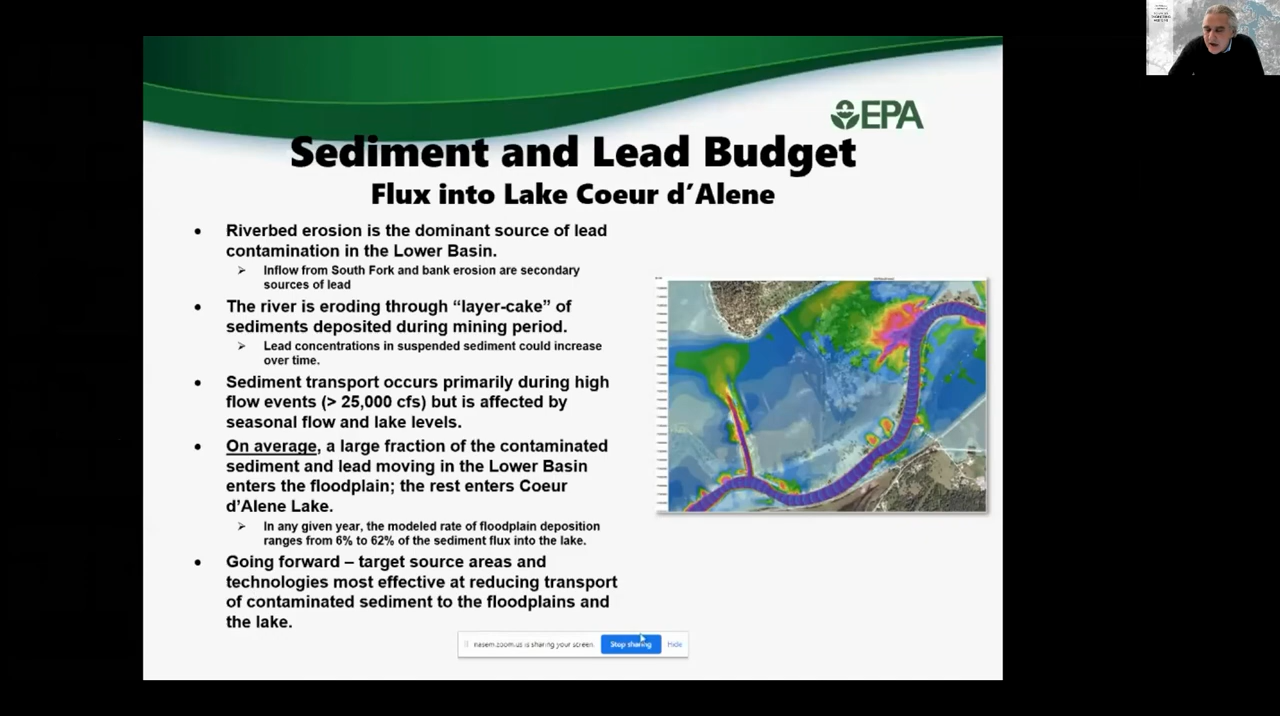 EPA
Sediment and Lead Budget
Flux into Lake Coeur d'Alene
• Riverbed erosion is the dominant source of lead
contamination in the Lower Basin.
➢ Inflow from South Fork and bank erosion are secondary
sources of lead
• The river is eroding through “layer-cake” of
sediments deposited during mining period.
➢ Lead concentrations in suspended sediment could increase
over time.
• Sediment transport occurs primarily during high
flow events (> 25,000 cfs) but is affected by
seasonal flow and lake levels.
• On average, a large fraction of the contaminated
sediment and lead moving in the Lower Basin
enters the floodplain; the rest enters Coeur
d’Alene Lake.
➢ In any given year, the modeled rate of floodplain deposition
ranges from 6% to 62% of the sediment flux into the lake.
• Going forward – target source areas and
technologies most effective at reducing transport
of contaminated sediment to the floodplains and
the lake.
nasem.zoom.us is sharing your screen. Stop sharing Hide